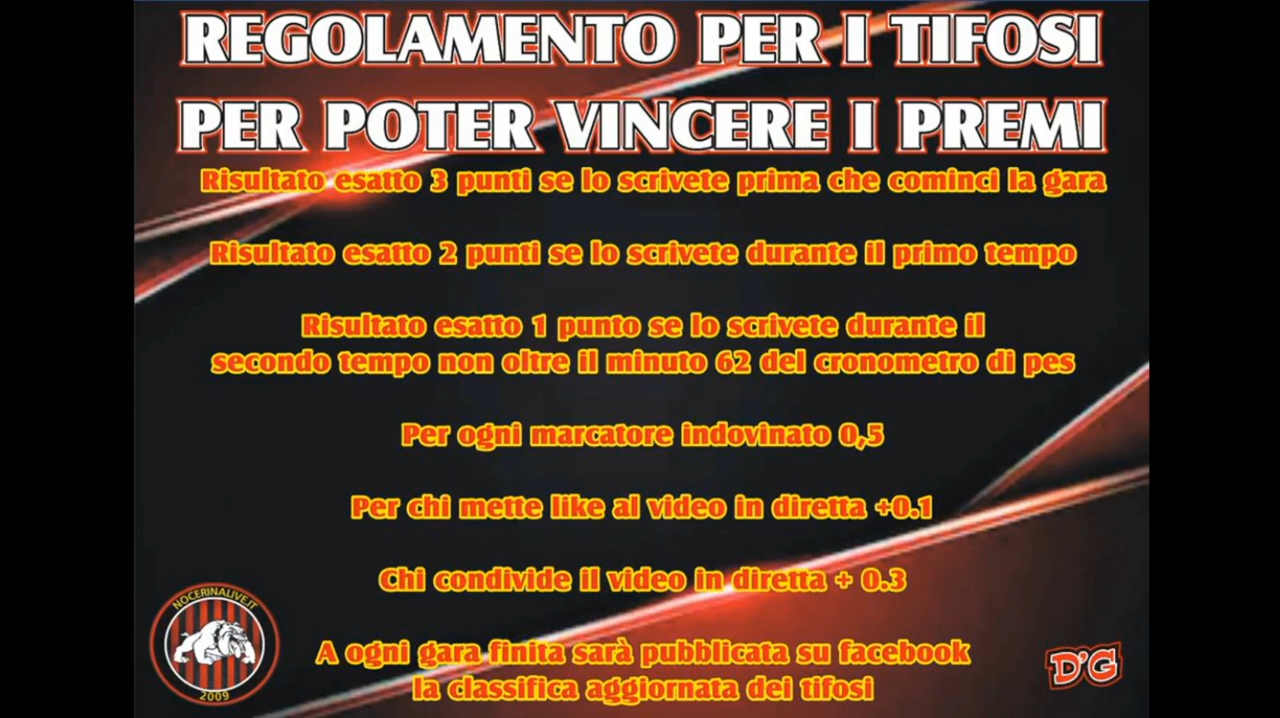 REGOLAMENTO PER I TIFOSI
PER POTER VINCERE I PREMI
Risultato esatto 3 punti se lo scrivete prima che cominci la gara
Risultato esatto 2 punti se lo scrivete durante il primo tempo
Risultato esatto 1 punto se lo scrivete durante il
secondo tempo non oltre il minuto 62 del cronometro di pes
Per ogni marcatore indovinato 0,5
Per chi mette like al video in diretta +0.1
Chi condivide il video in diretta + 0.3
A ogni gara finita sarà pubblicata su facebook
la classifica aggiornata dei tifosi
NOCERINALIVE.IT
2009
D'G